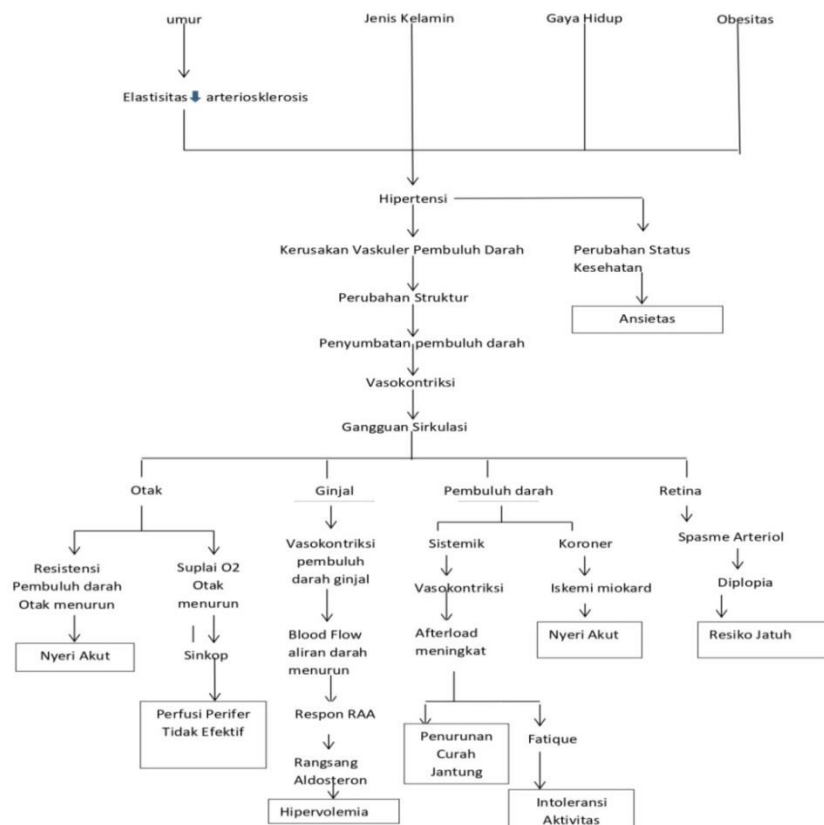 umur
Jenis Kelamin
Gaya Hidup
Obesitas
Elastisitas arteriosklerosis
Hipertensi
Kerusakan Vaskuler Pembuluh Darah
Perubahan Status
Kesehatan
Perubahan Struktur
Ansietas
Penyumbatan pembuluh darah
Vasokontriksi
Gangguan Sirkulasi
Otak
Ginjal
Pembuluh darah
Retina
Resistensi
Pembuluh darah
Otak menurun
Nyeri Akut
Suplai O2
Otak
menurun
Sinkop
Perfusi Perifer
Tidak Efektif
Vasokontriksi
pembuluh
darah ginjal
Blood Flow
aliran darah
menurun
Respon RAA
Rangsang
Aldosteron
Hipervolemia
Sistemik
Vasokontriksi
Afterload
meningkat
Penurunan
Curah
Jantung
Fatique
Intoleransi
Aktivitas
Koroner
Iskemi miokard
Nyeri Akut
Spasme Arteriol
Diplopia
Resiko Jatuh